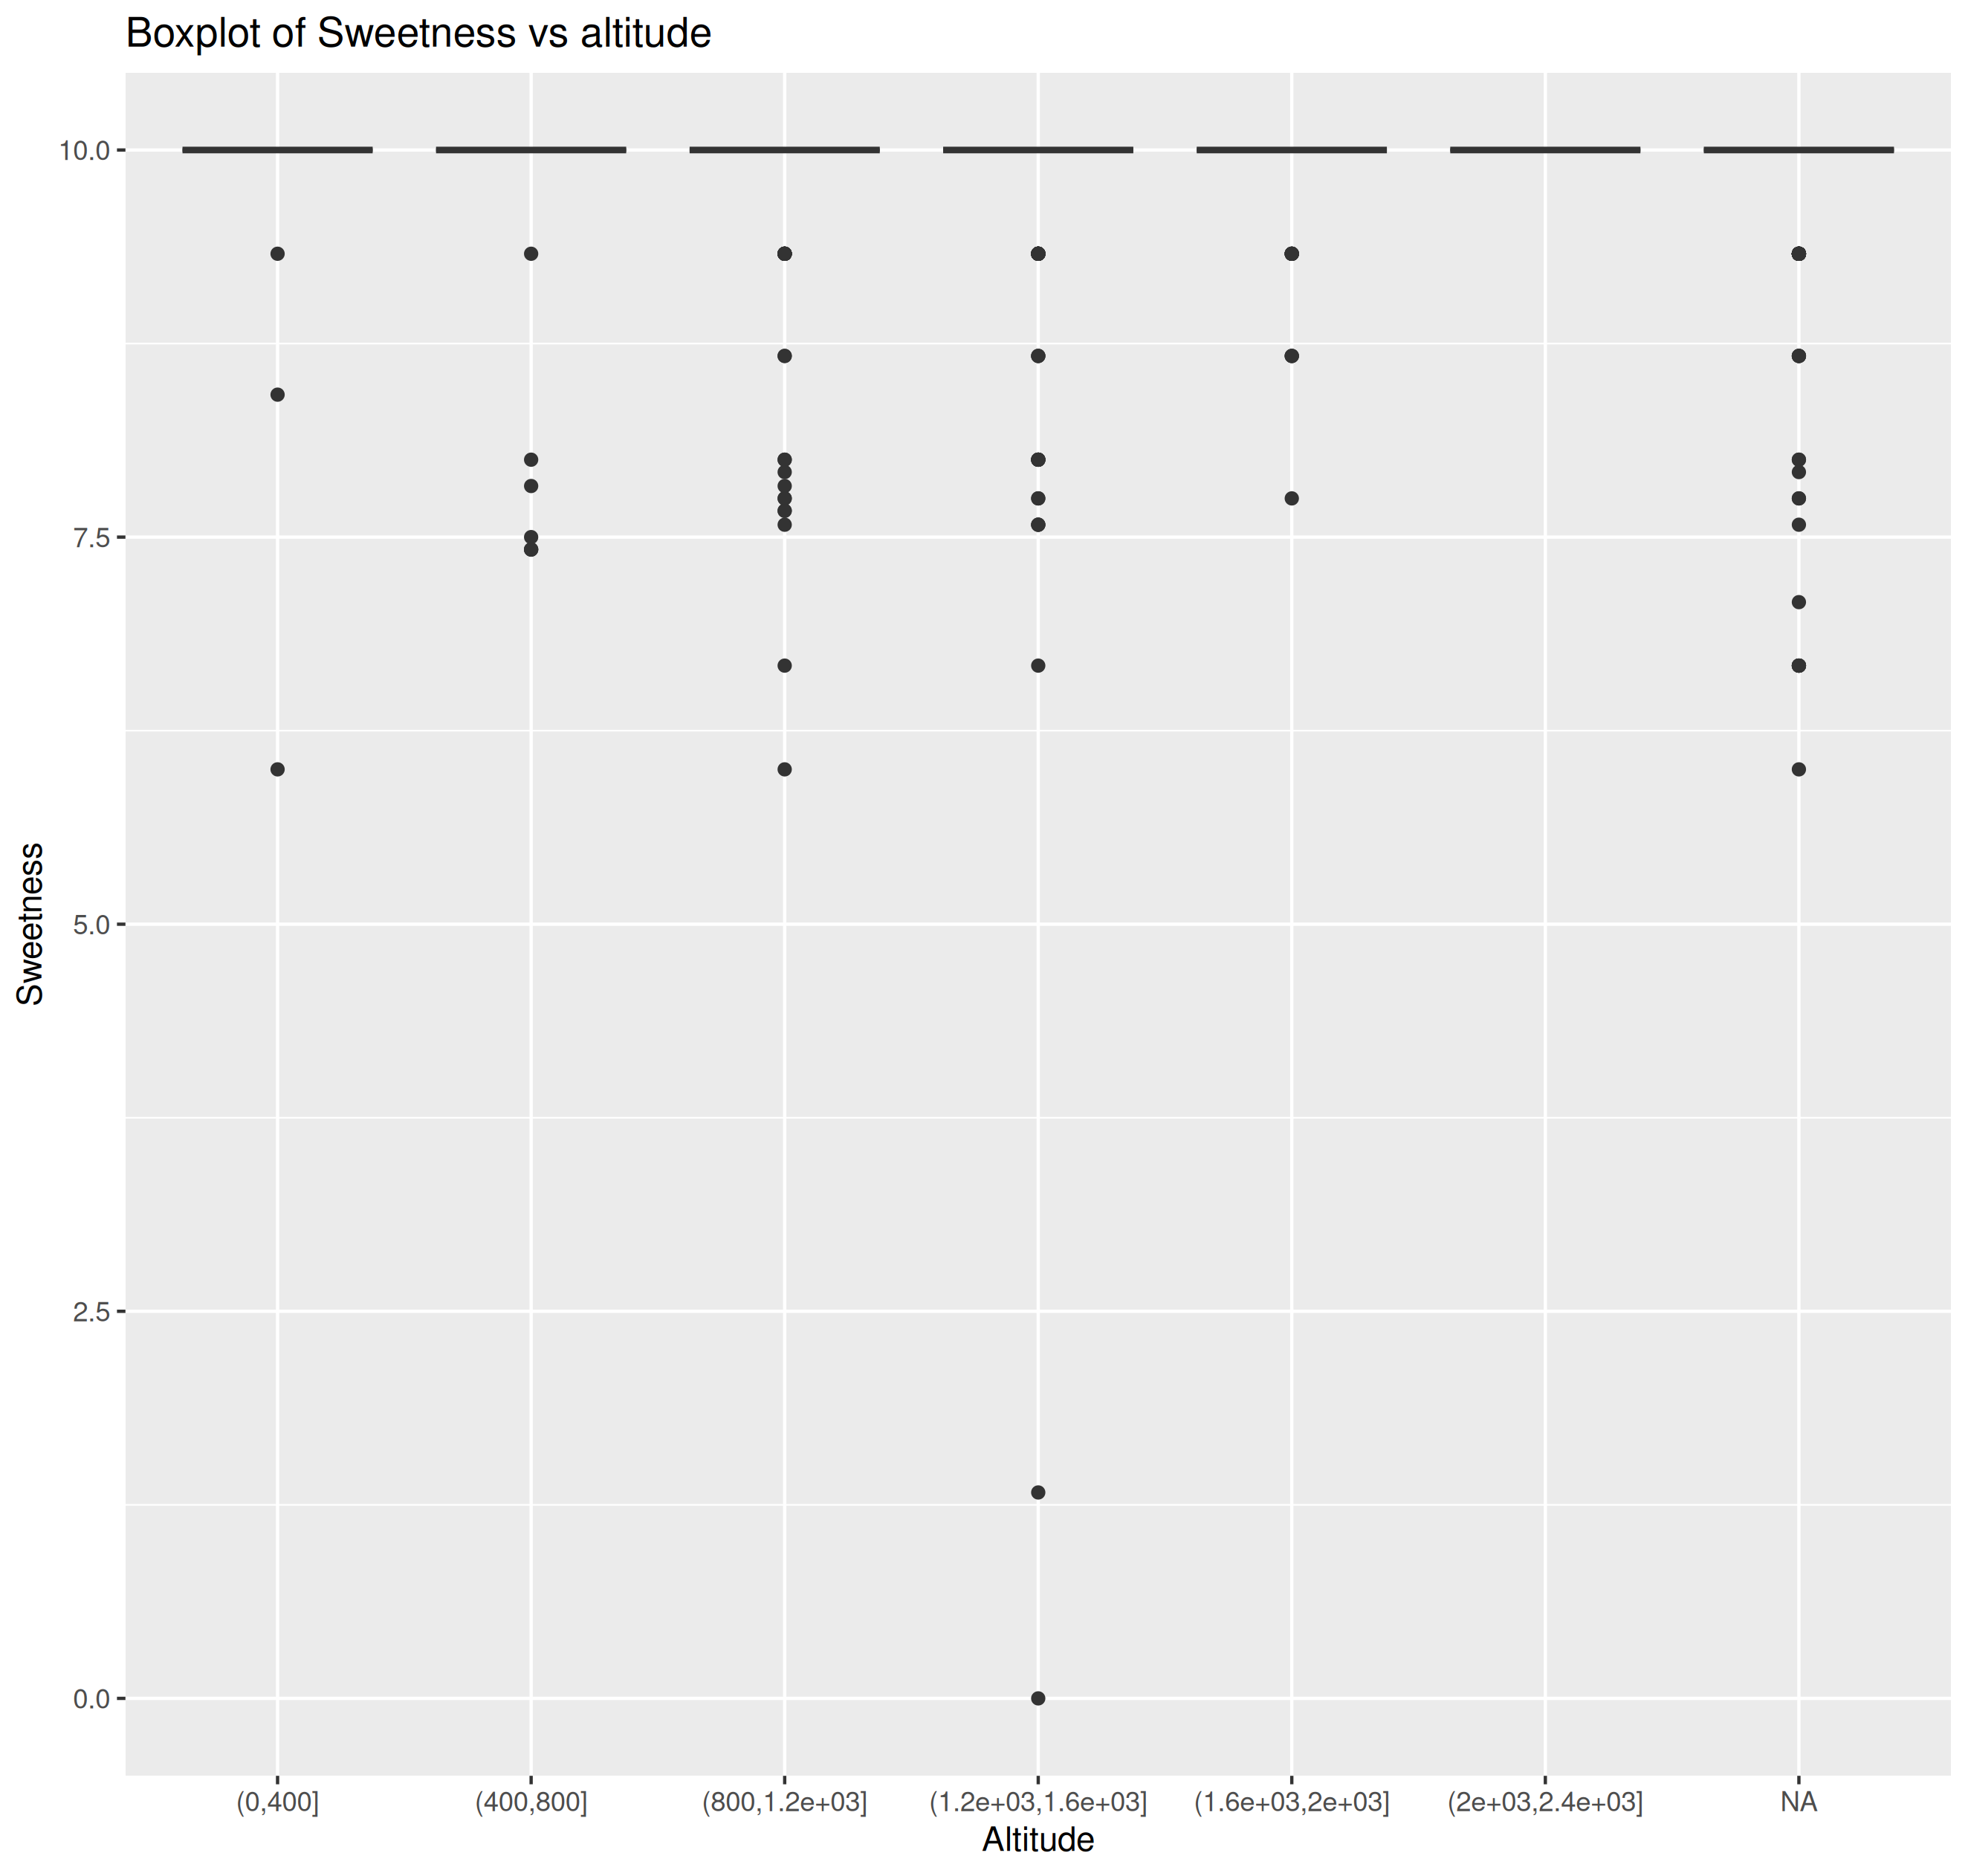 Boxplot of Sweetness vs altitude
10.0
7.5
5.0
2.5
0.0
Sweetness
(0,400] (400,800] (800,1.2e+03] (1.2e+03,1.6e+03] (1.6e+03,2e+03] (2e+03,2.4e+03] NA
Altitude